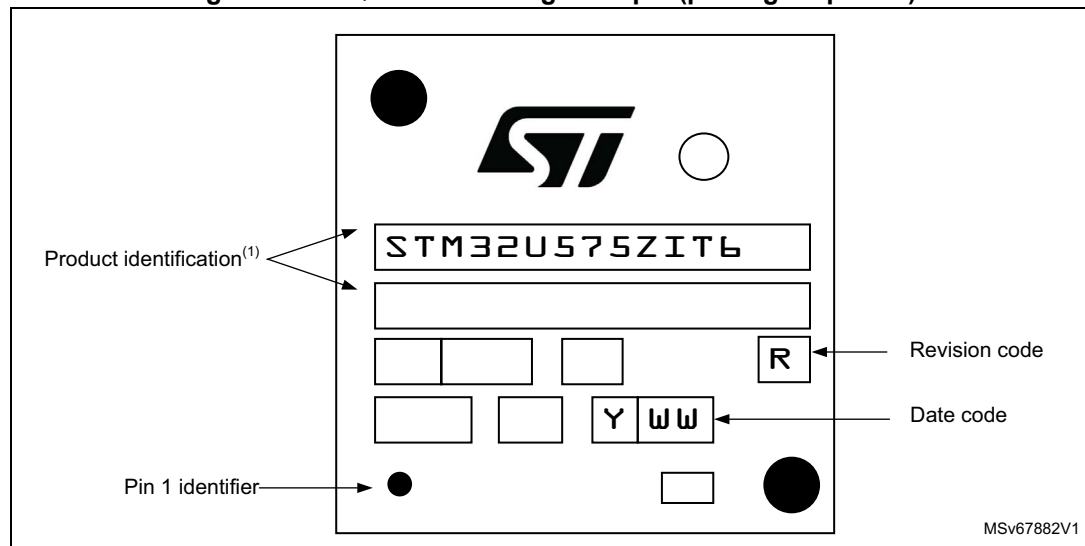 ST
Product identification(1)
STM32U575ZIT6
R
Revision code
Y WW
Date code
Pin 1 identifier
MSv67882V1